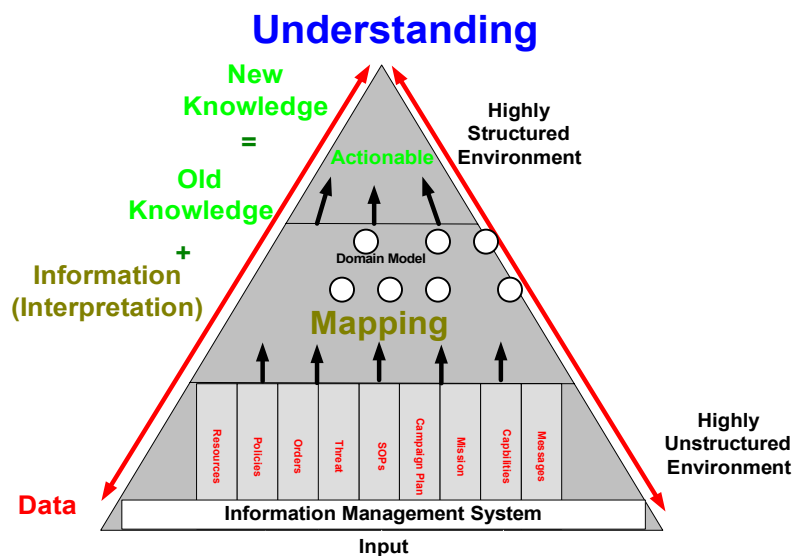 Understanding
New
Knowledge
=
Old
Knowledge
+
Information
(Interpretation)
Data
Highly
Structured
Environment
Actionable
Domain Model
Mapping
Resources
Policies
Orders
Threat
SOPs
Campaign Plan
Mission
Capbilities
Messages
Highly
Unstructured
Environment
Information Management System
Input